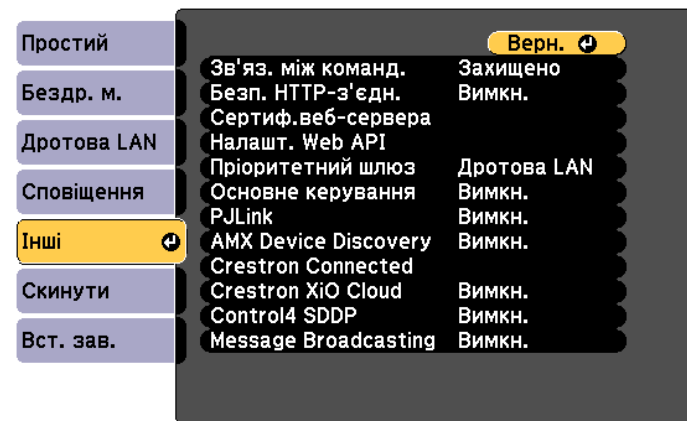 Простий
Бездр. м.
Дротова LAN
Сповіщення
Інші
Скинути
Вст. зав.
Верн.
Зв'яз. між команд. Захищено
Безп. HTTP-з'єдн. Вимкн.
Сертиф.веб-сервера
Налашт. Web API
Пріоритетний шлюз Дротова LAN
Основне керування Вимкн.
PJLink Вимкн.
AMX Device Discovery Вимкн.
Crestron Connected
Crestron XiO Cloud Вимкн.
Control4 SDDP Вимкн.
Message Broadcasting Вимкн.